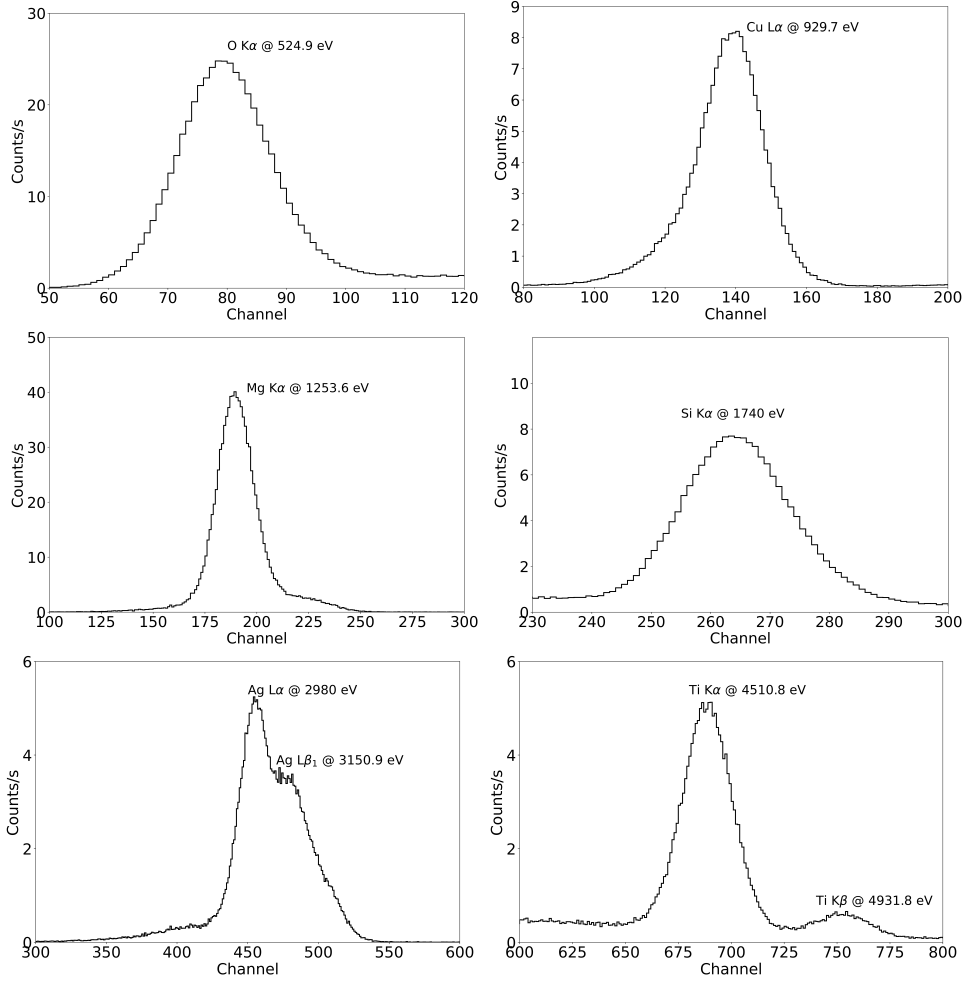 30
20
10
0
50 60 70 80 90 100 110 120
Counts/s
Channel
O Kα @ 524.9 eV
9
8
7
6
5
4
3
2
1
0
80 100 120 140 160 180 200
Counts/s
Channel
Cu Lα @ 929.7 eV
50
40
30
20
10
0
100 125 150 175 200 225 250 275 300
Counts/s
Channel
Mg Kα @ 1253.6 eV
10
8
6
4
2
0
230 240 250 260 270 280 290 300
Counts/s
Channel
Si Kα @ 1740 eV
6
4
2
0
300 350 400 450 500 550 600
Counts/s
Channel
Ag Lα @ 2980 eV
Ag Lβ₁ @ 3150.9 eV
6
4
2
0
600 625 650 675 700 725 750 775 800
Counts/s
Channel
Ti Kα @ 4510.8 eV
Ti Kβ @ 4931.8 eV